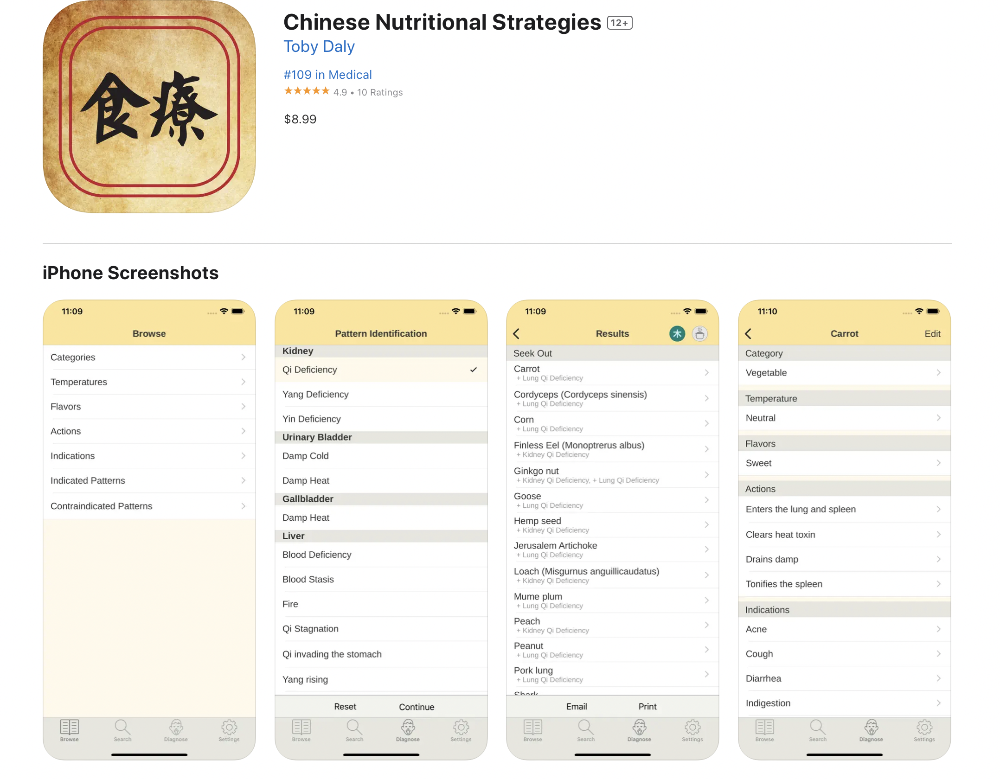 食療
Chinese Nutritional Strategies 12+
Toby Daly
#109 in Medical
★★★★★ 4.9 • 10 Ratings
$8.99
iPhone Screenshots
11:09
Browse
Categories
Temperatures
Flavors
Actions
Indications
Indicated Patterns
Contraindicated Patterns
Browse Search Diagnose Settings
11:09
Pattern Identification
Kidney
Qi Deficiency
Yang Deficiency
Yin Deficiency
Urinary Bladder
Damp Cold
Damp Heat
Gallbladder
Damp Heat
Liver
Blood Deficiency
Blood Stasis
Fire
Qi Stagnation
Qi invading the stomach
Yang rising
Reset Continue
Browse Search Diagnose Settings
11:09
Results 木
Seek Out
Carrot
+ Lung Qi Deficiency
Cordyceps (Cordyceps sinensis)
+ Lung Qi Deficiency
Corn
+ Lung Qi Deficiency
Finless Eel (Monoptrerus albus)
+ Kidney Qi Deficiency
Ginkgo nut
+ Kidney Qi Deficiency, + Lung Qi Deficiency
Goose
+ Lung Qi Deficiency
Hemp seed
+ Kidney Qi Deficiency
Jerusalem Artichoke
+ Lung Qi Deficiency
Loach (Misgurnus anguillicaudatus)
+ Kidney Qi Deficiency
Mume plum
+ Lung Qi Deficiency
Peach
+ Kidney Qi Deficiency
Peanut
+ Lung Qi Deficiency
Pork lung
+ Lung Qi Deficiency
Shark
Email Print
Browse Search Diagnose Settings
11:10
Carrot Edit
Category
Vegetable
Temperature
Neutral
Flavors
Sweet
Actions
Enters the lung and spleen
Clears heat toxin
Drains damp
Tonifies the spleen
Indications
Acne
Cough
Diarrhea
Indigestion
Browse Search Diagnose Settings